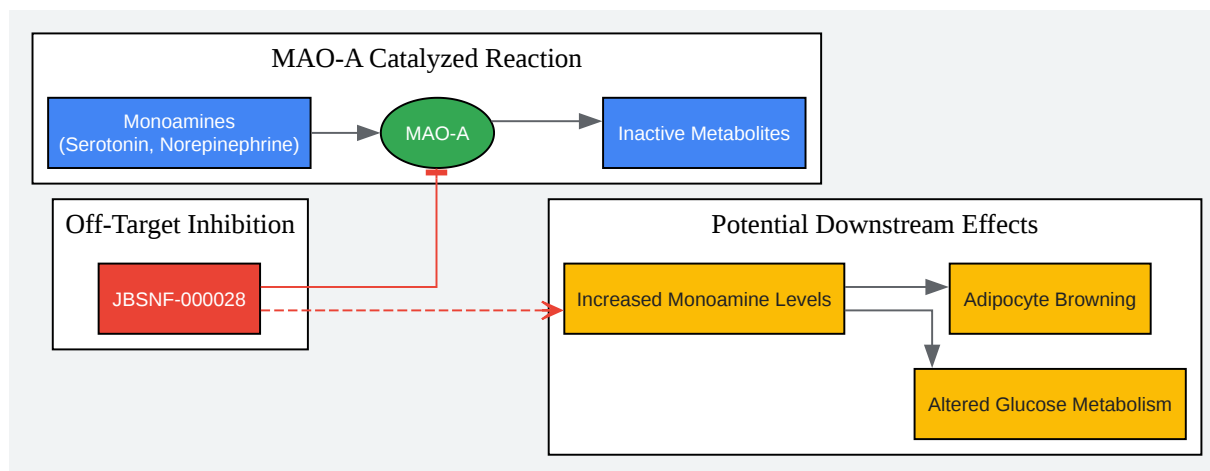 MAO-A Catalyzed Reaction
Monoamines
(Serotonin, Norepinephrine)
MAO-A
Inactive Metabolites
Off-Target Inhibition
JBSNF-000028
Potential Downstream Effects
Increased Monoamine Levels
Adipocyte Browning
Altered Glucose Metabolism